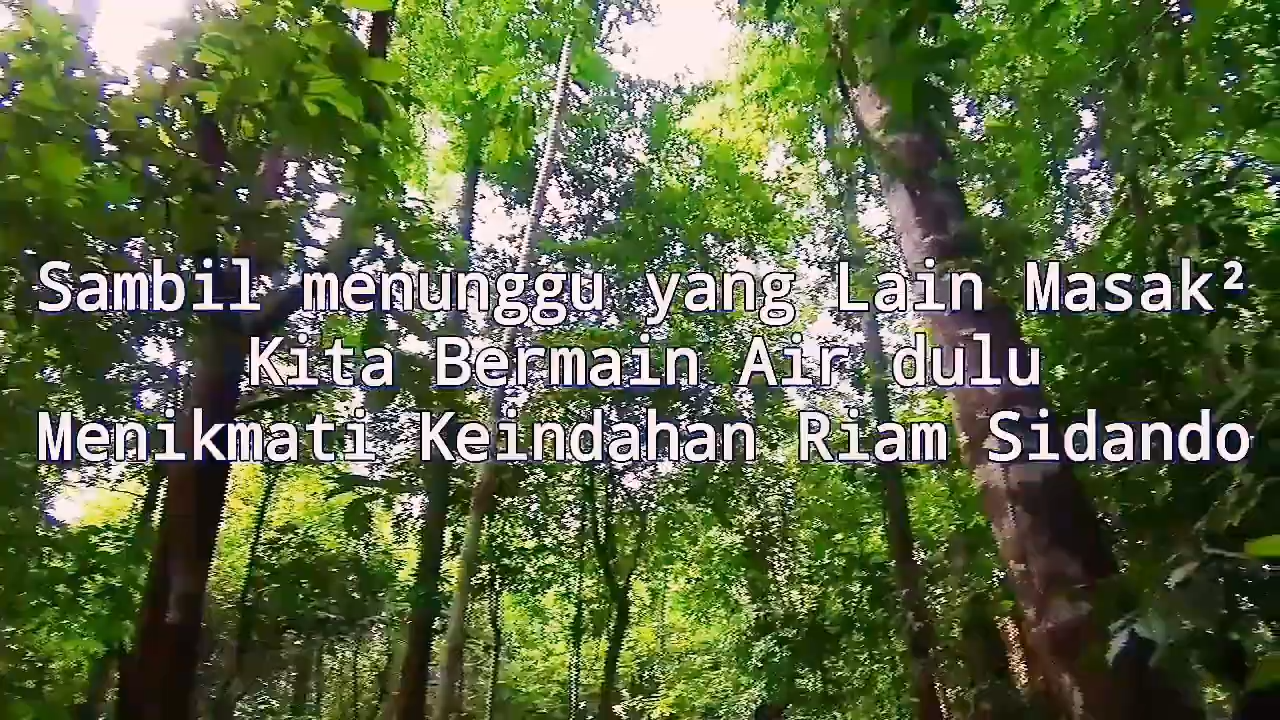 Sambil menunggu yang Lain Masak²
Kita Bermain Air dulu
Menikmati Keindahan Riam Sidando